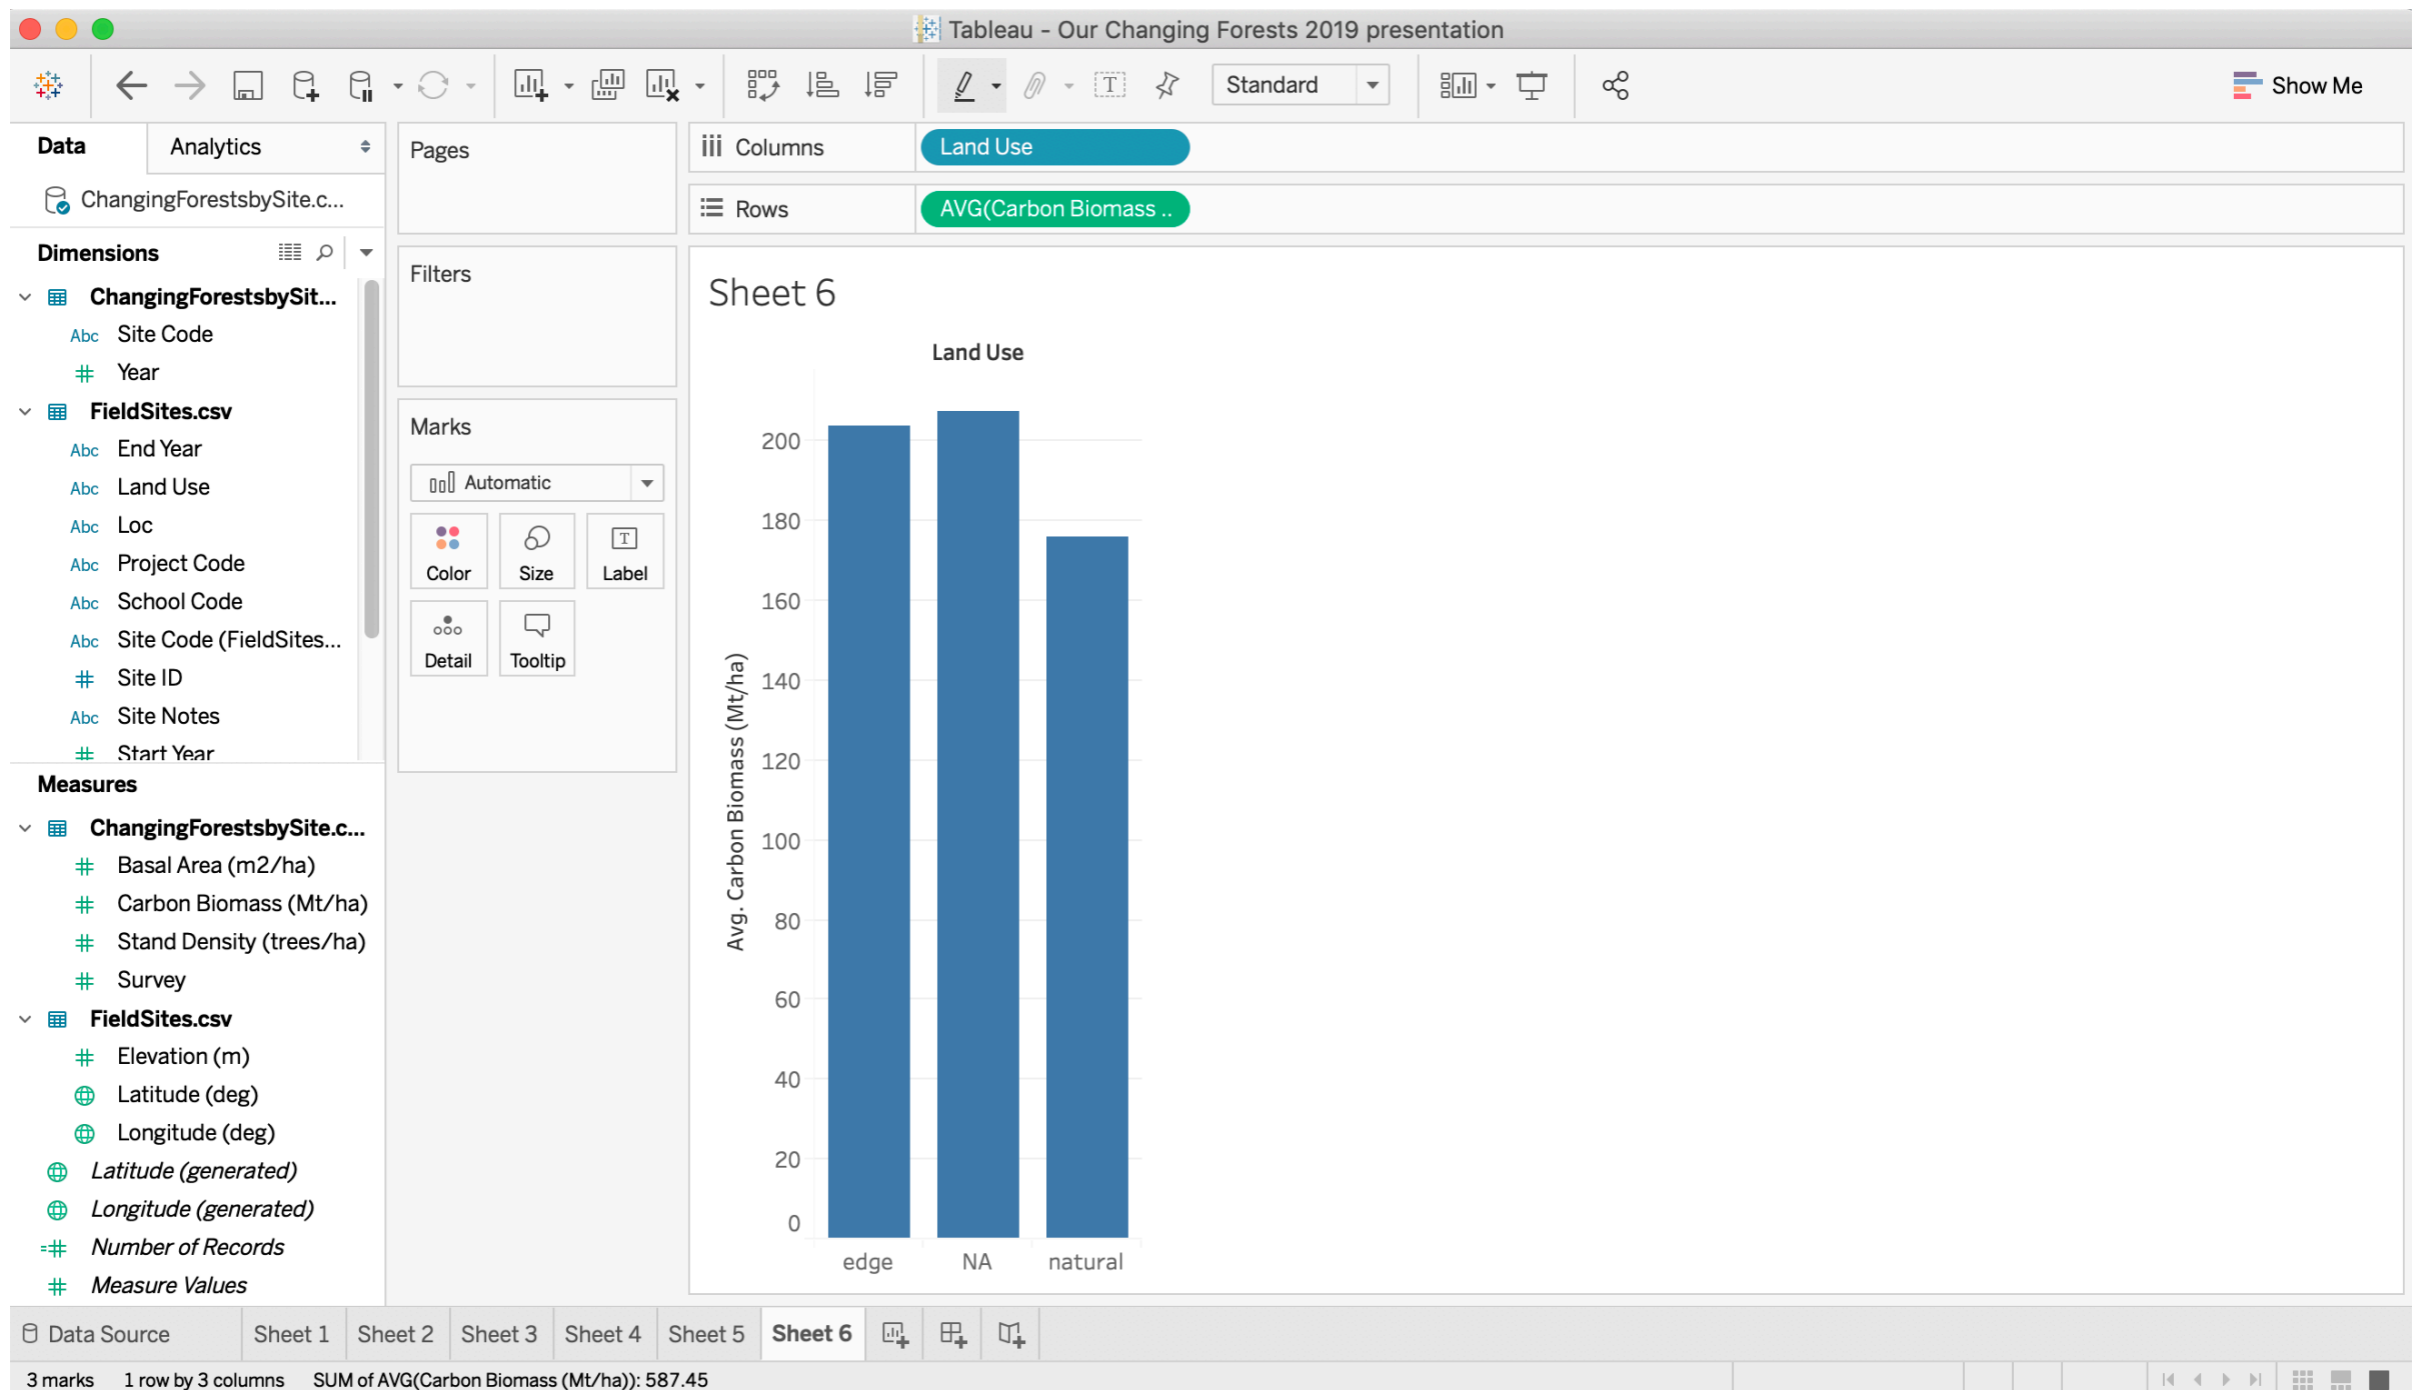 Tableau - Our Changing Forests 2019 presentation
Standard
Show Me
Data
Analytics
ChangingForestsbySite.c...
Dimensions
ChangingForestsbySit...
Abc Site Code
Year
FieldSites.csv
Abc End Year
Abc Land Use
Abc Loc
Abc Project Code
Abc School Code
Abc Site Code (FieldSites...
Site ID
Abc Site Notes
Start Year
Measures
ChangingForestsbySite.c...
Basal Area (m2/ha)
Carbon Biomass (Mt/ha)
Stand Density (trees/ha)
Survey
FieldSites.csv
Elevation (m)
Latitude (deg)
Longitude (deg)
Latitude (generated)
Longitude (generated)
Number of Records
Measure Values
Pages
Filters
Marks
Automatic
Color Size Label
Detail Tooltip
Columns Land Use
Rows AVG(Carbon Biomass ..
Sheet 6
Land Use
Avg. Carbon Biomass (Mt/ha)
200
180
160
140
120
100
80
60
40
20
0
edge NA natural
Data Source Sheet 1 Sheet 2 Sheet 3 Sheet 4 Sheet 5 Sheet 6
3 marks 1 row by 3 columns SUM of AVG(Carbon Biomass (Mt/ha)): 587.45